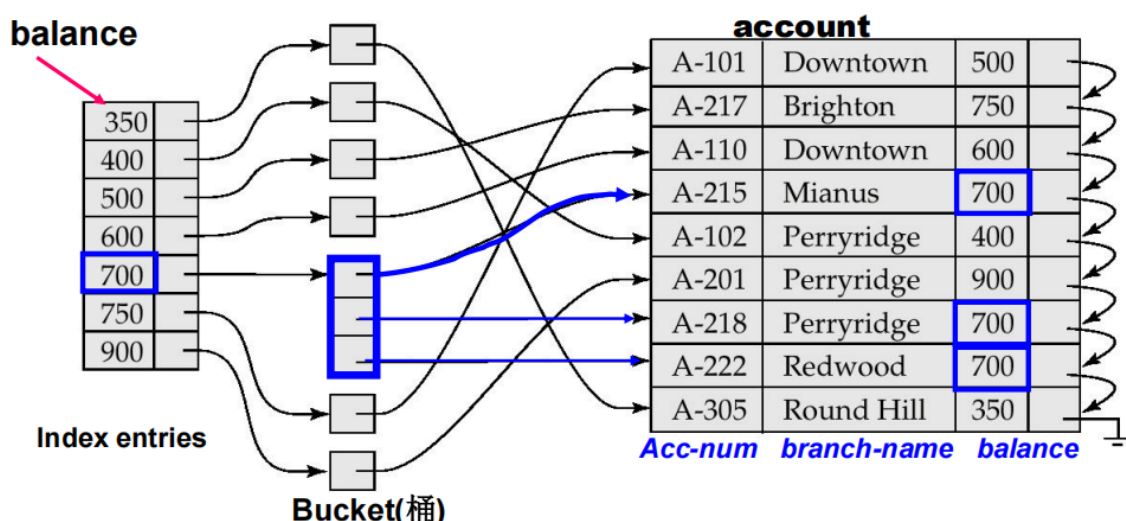 balance
350
400
500
600
700
750
900
Index entries
Bucket(桶)
account
A-101 Downtown 500
A-217 Brighton 750
A-110 Downtown 600
A-215 Mianus 700
A-102 Perryridge 400
A-201 Perryridge 900
A-218 Perryridge 700
A-222 Redwood 700
A-305 Round Hill 350
Acc-num branch-name balance